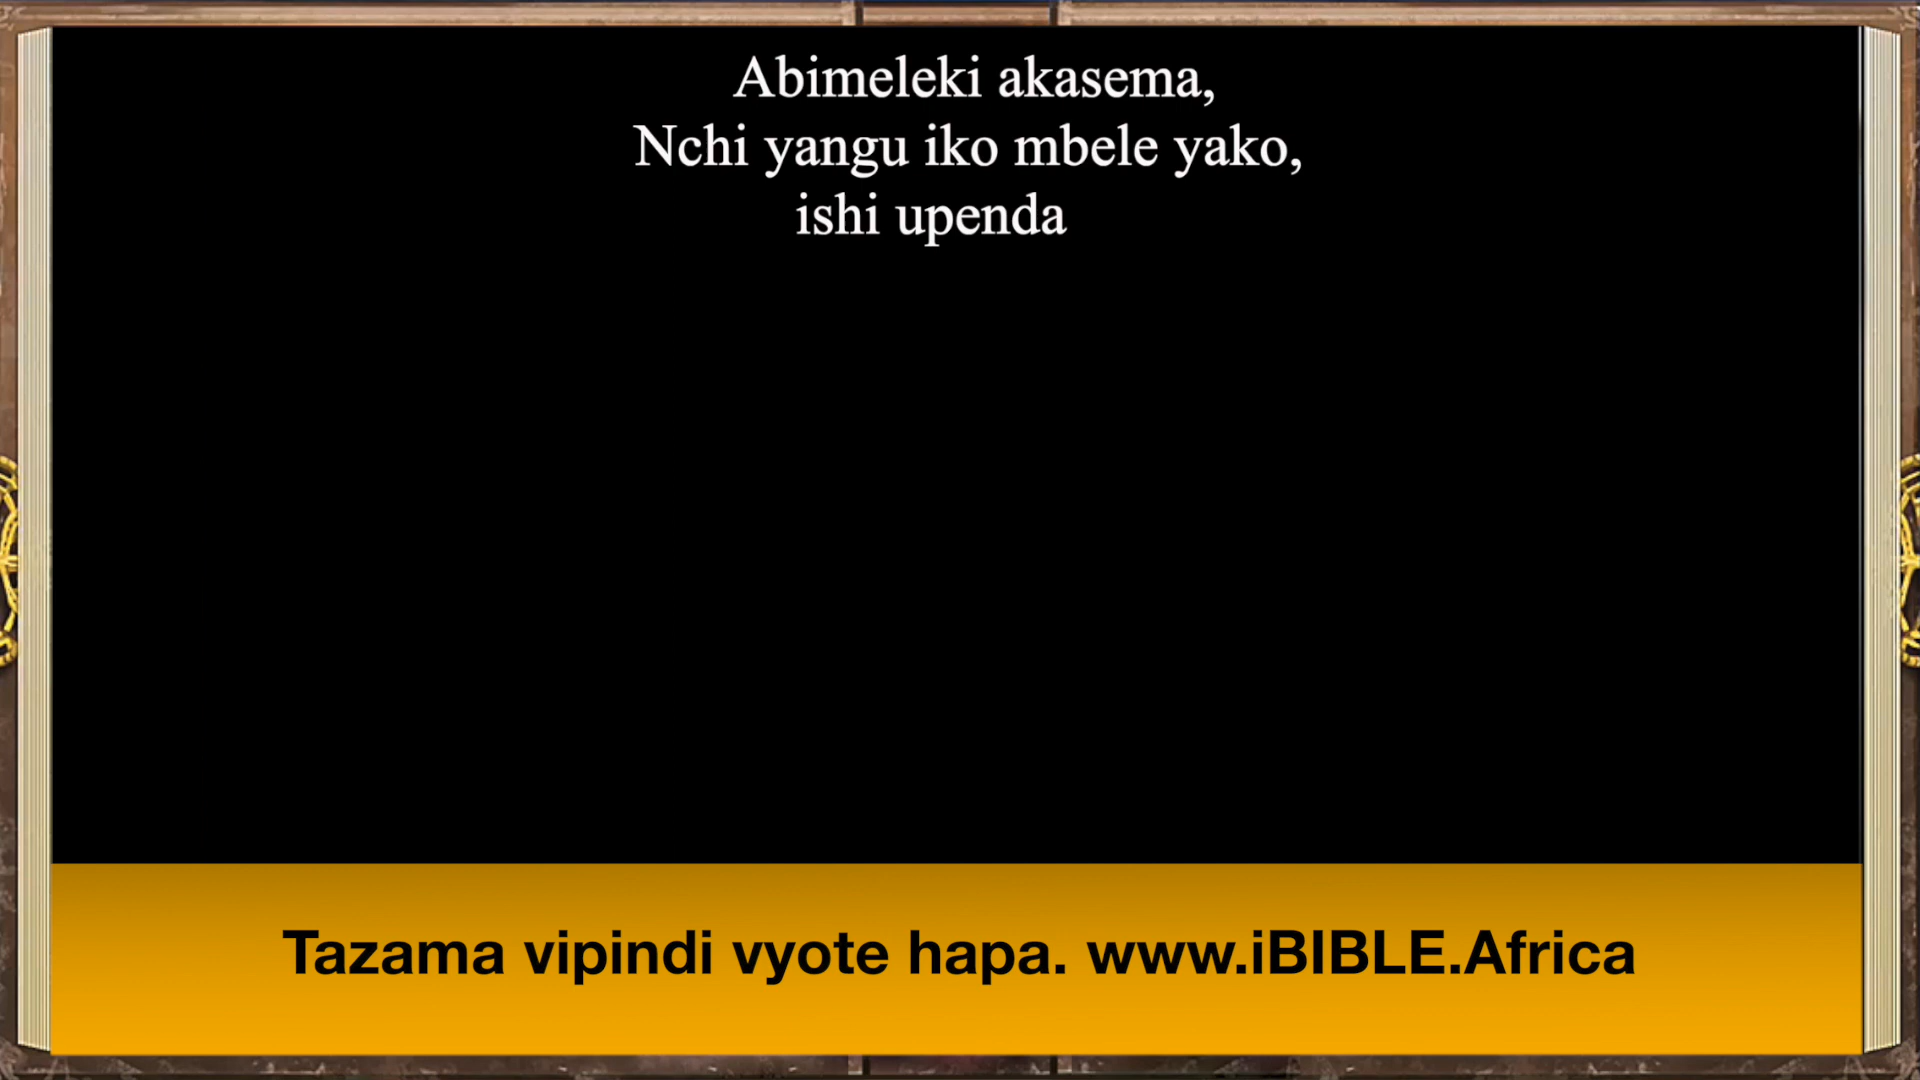 Abimeleki akasema,
Nchi yangu iko mbele yako,
ishi upenda
Tazama vipindi vyote hapa. www.iBIBLE.Africa